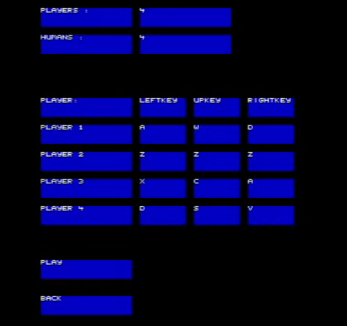 PLAYERS : 4
HUMANS : 4
PLAYER: LEFTKEY UPKEY RIGHTKEY
PLAYER 1 A W D
PLAYER 2 Z Z Z
PLAYER 3 X C A
PLAYER 4 D S V
PLAY
BACK